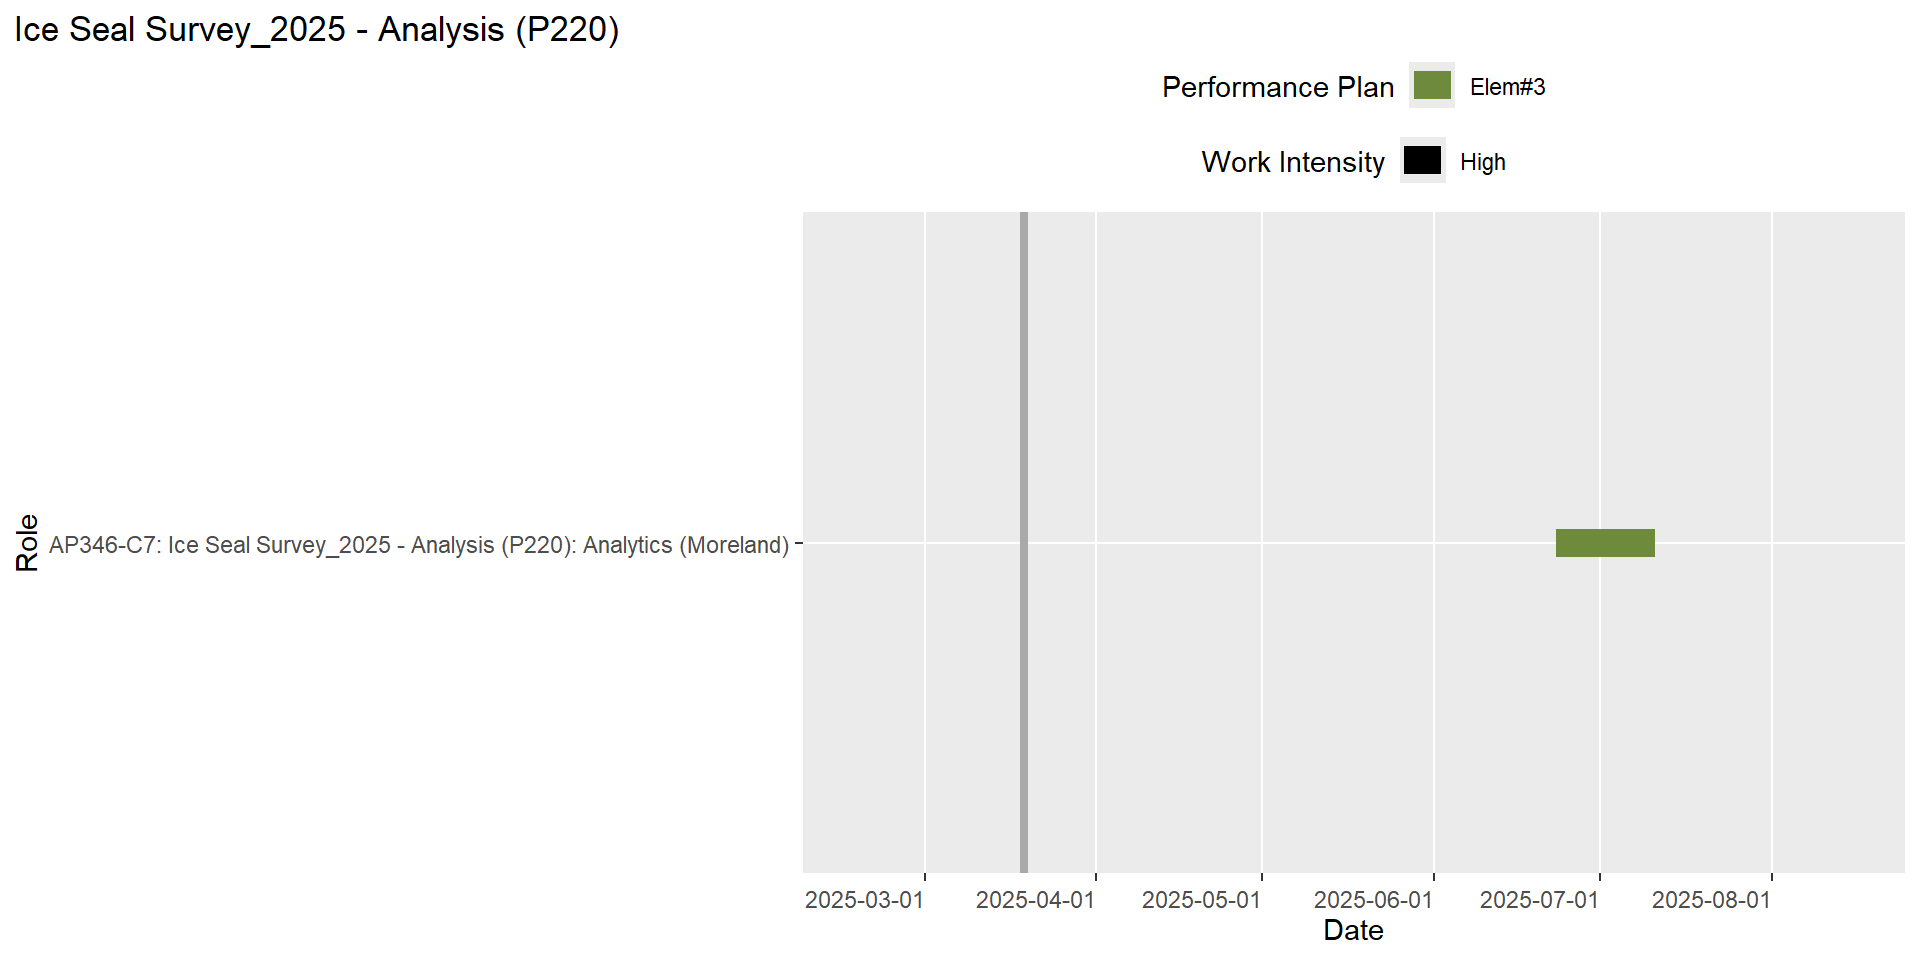 Ice Seal Survey_2025 - Analysis (P220)
Performance Plan Elem#3
Work Intensity High
Role
AP346-C7: Ice Seal Survey_2025 - Analysis (P220): Analytics (Moreland)
2025-03-01 2025-04-01 2025-05-01 2025-06-01 2025-07-01 2025-08-01
Date